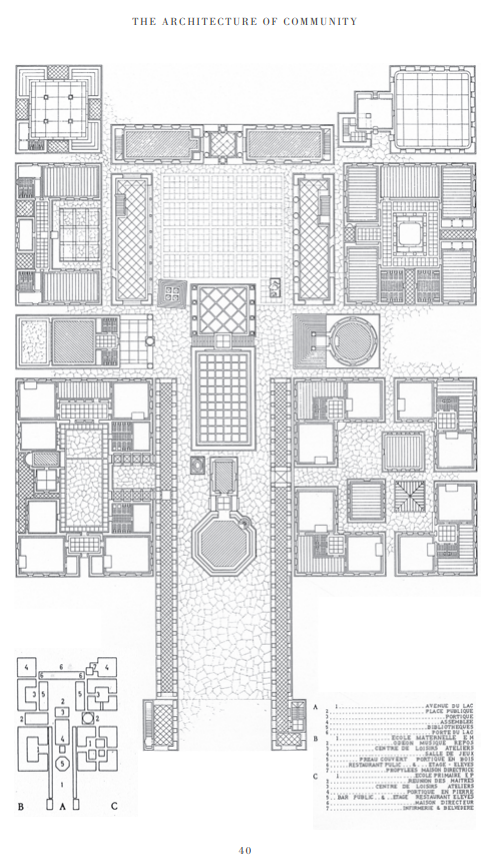 THE ARCHITECTURE OF COMMUNITY
4
6
4
6
6
3
5
2
5
3
2
3
2
4
1
5
1
B
A
C
A
1 AVENUE DU LAC
2 PLACE PUBLIQUE
3 PORTIQUE
4 ASSEMBLEE
5 BIBLIOTHEQUES
6 PORTE DU LAC
B
1 ECOLE MATERNELLE E M
2 ODEON MUSIQUE REPOS
3 CENTRE DE LOISIRS ATELIERS
4 SALLE DE JEUX
5 PREAU COUVERT PORTIQUE EN BOIS
6 RESTAURANT PUBLIC & ETAGE - ELEVES
7 PROPYLEES MAISON DIRECTRICE
C
1 ECOLE PRIMAIRE E P
2 REUNION DES MAITRES
3 CENTRE DE LOISIRS ATELIERS
4 PORTIQUE EN PIERRE
5 BAR PUBLIC & ETAGE RESTAURANT ELEVES
6 MAISON DIRECTEUR
7 INFIRMERIE & BELVEDERE
40